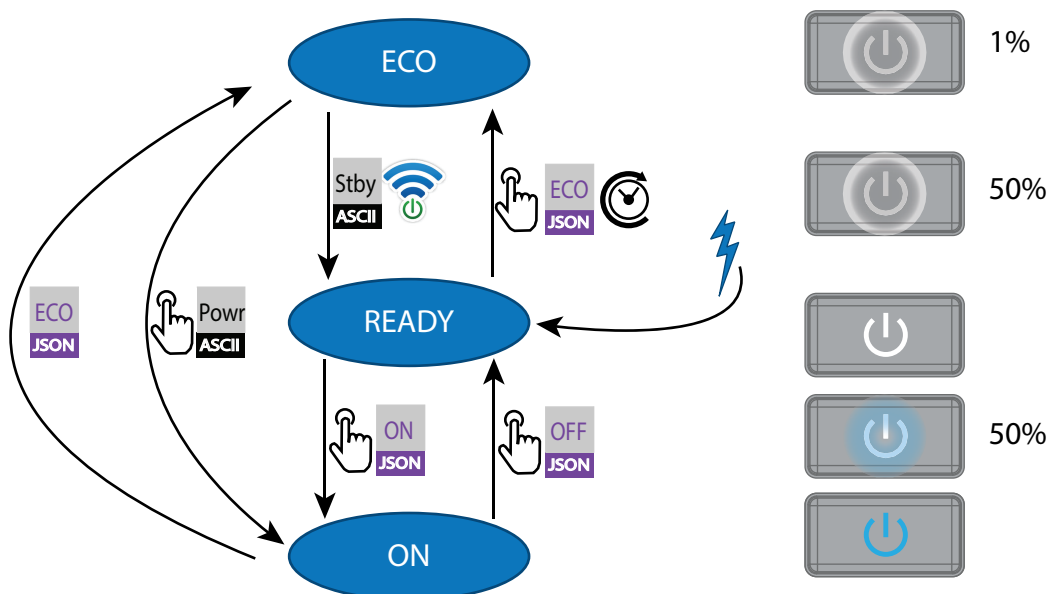 ECO
1%
Stby
ASCII
ECO
JSON
50%
ECO
JSON
Powr
ASCII
READY
ON
JSON
OFF
JSON
50%
ON